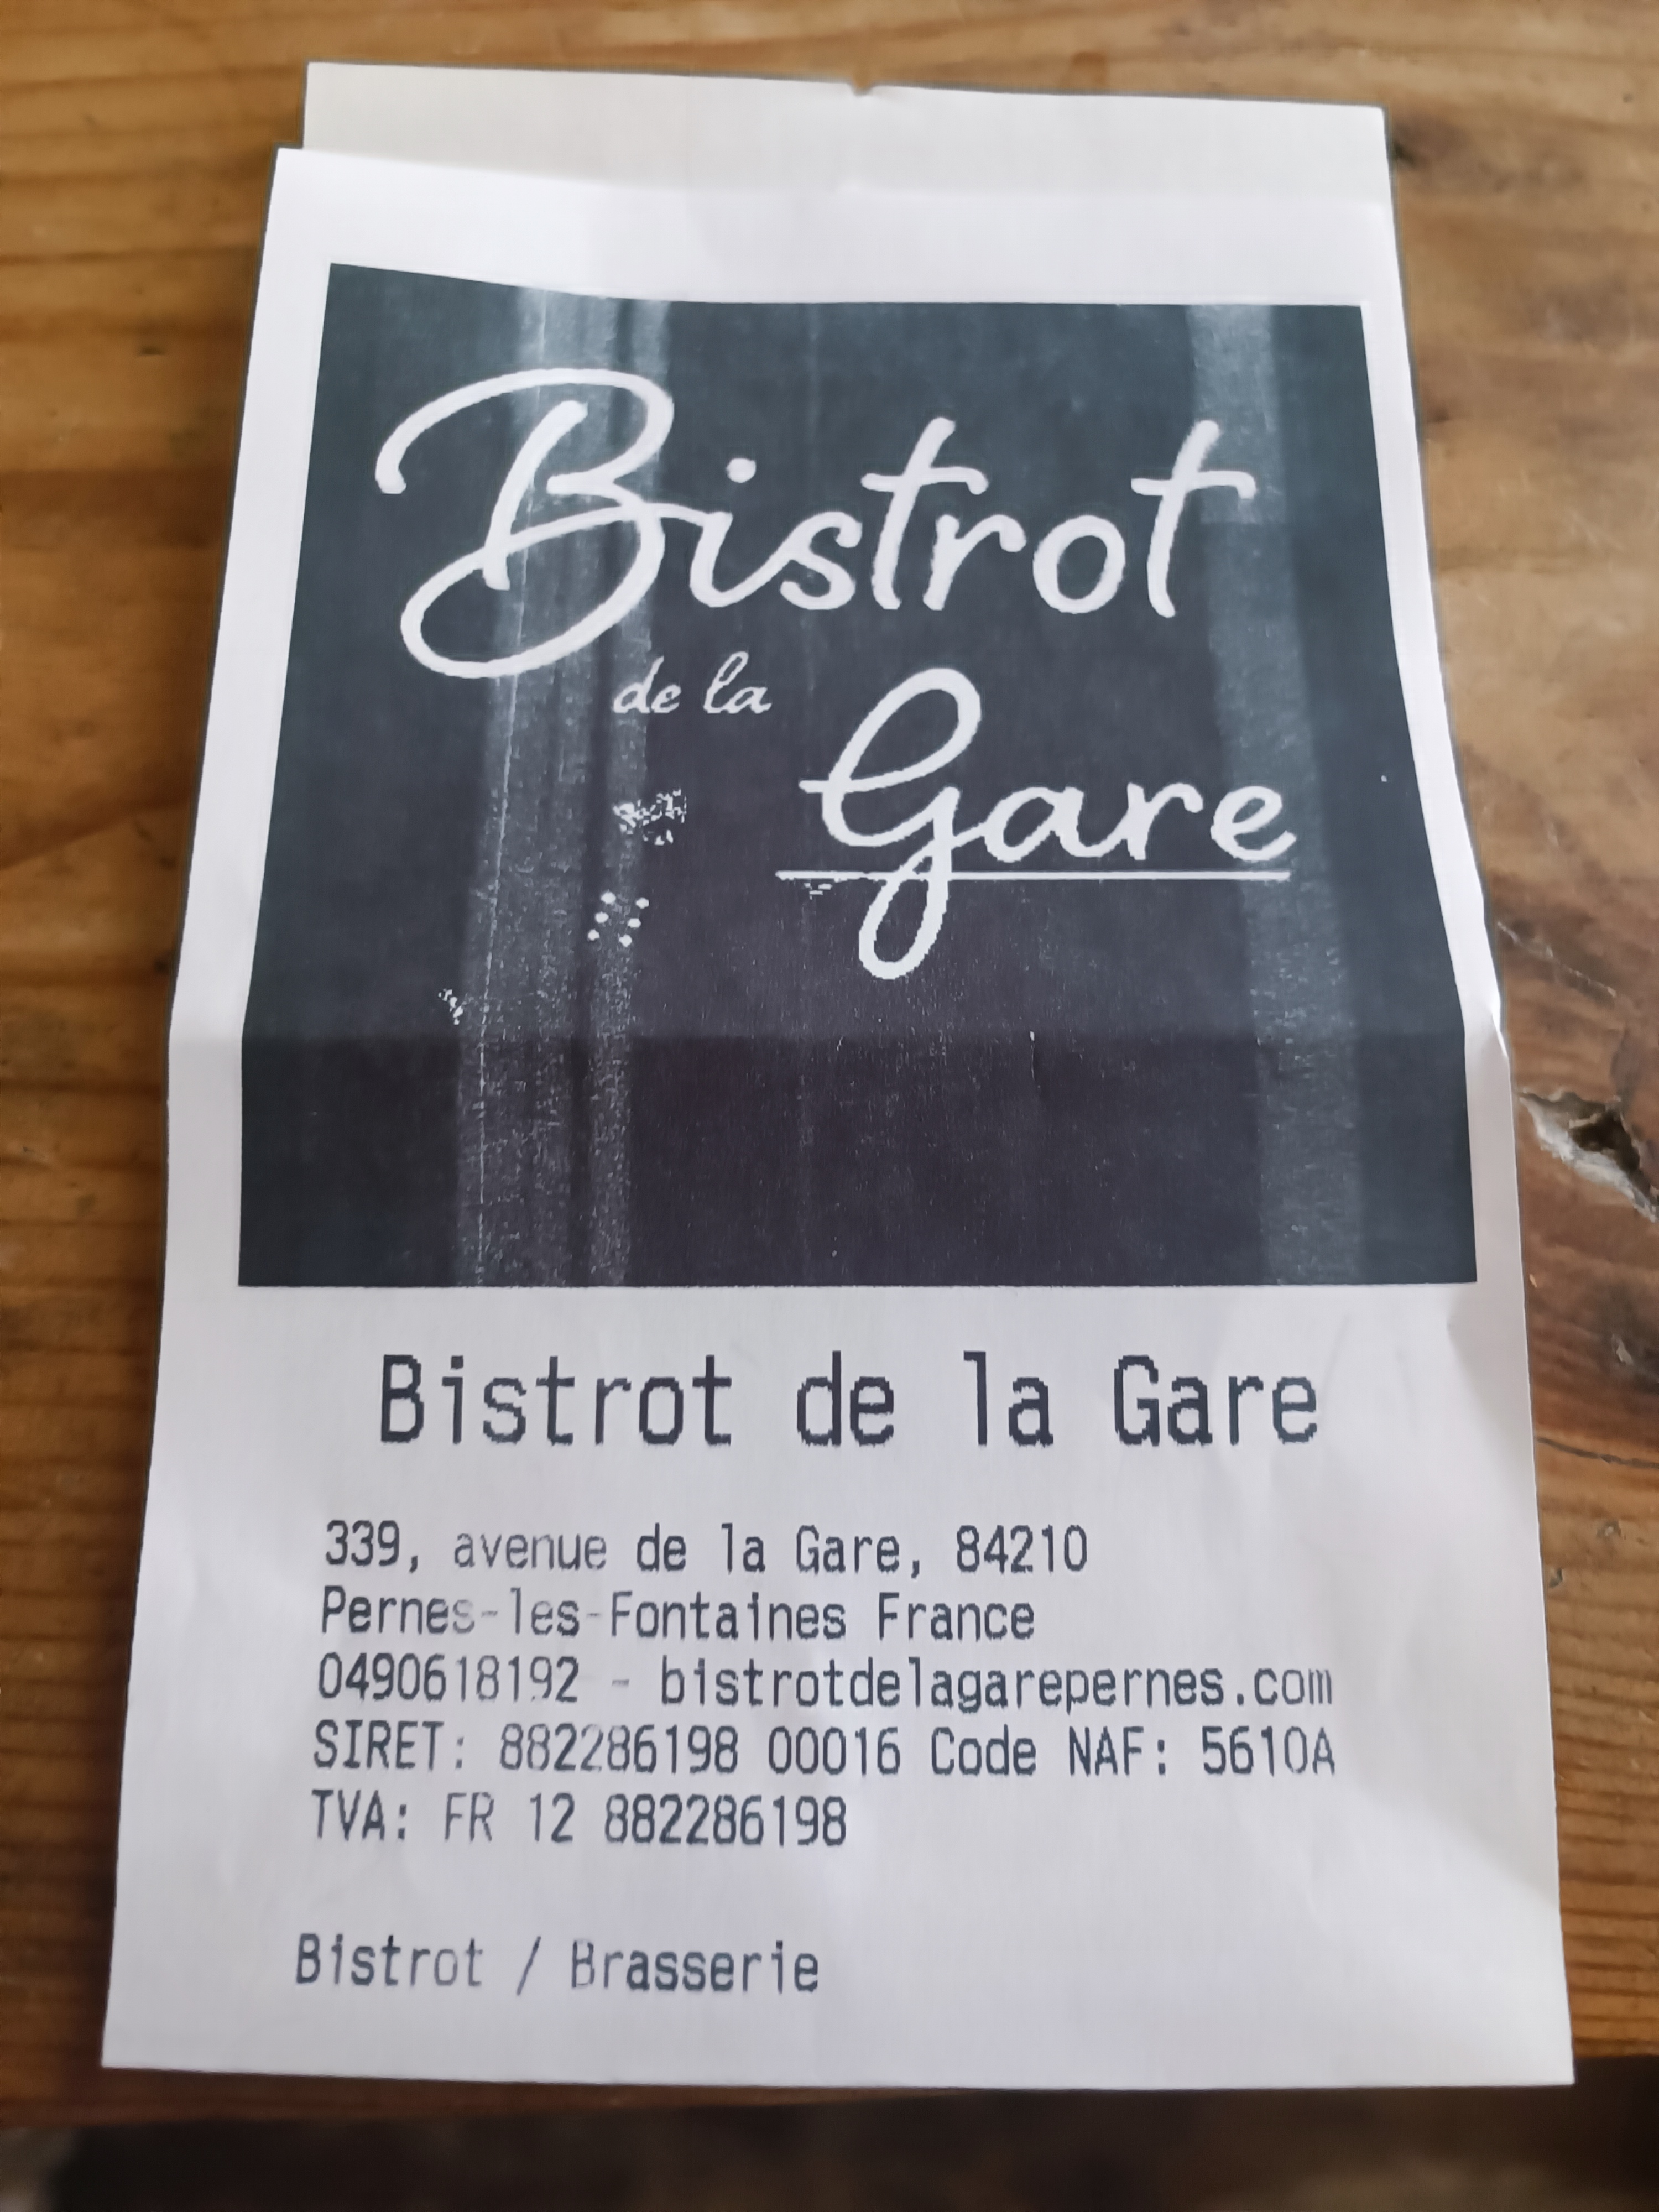 Bistrot
de la
Gare
Bistrot de la Gare
339, avenue de la Gare, 84210
Pernes-les-Fontaines France
0490618192 - bistrotdelagarepernes.com
SIRET: 882286198 00016 Code NAF: 5610A
TVA: FR 12 882286198
Bistrot / Brasserie